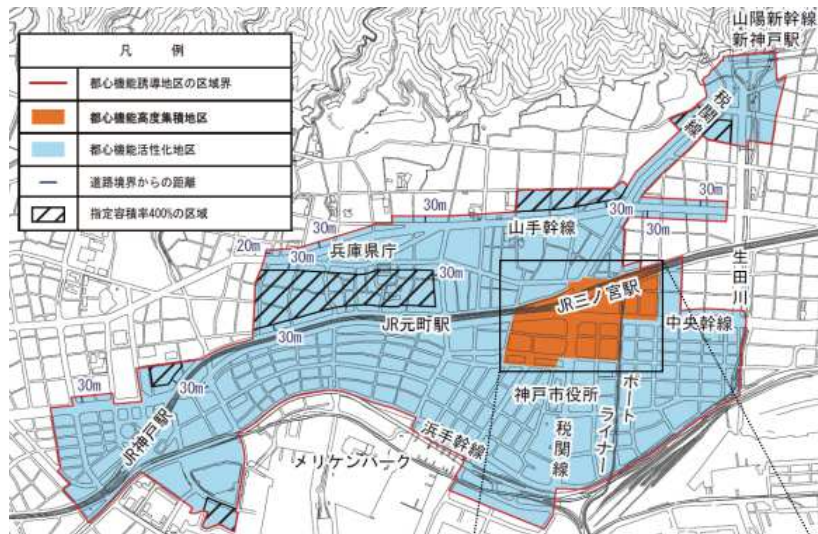 山陽新幹線
新神戸駅
凡 例
都心機能誘導地区の区域界
都心機能高度集積地区
都心機能活性化地区
道路境界からの距離
指定容積率400%の区域
税関線
30m
30m
30m
30m
山手幹線
30m
30m
20m
兵庫県庁
30m
30m
生田川
JR三ノ宮駅
JR元町駅
中央幹線
30m
30m
30m
神戸市役所
ポートライナー
JR神戸駅
浜手幹線
税関線
メリケンパーク